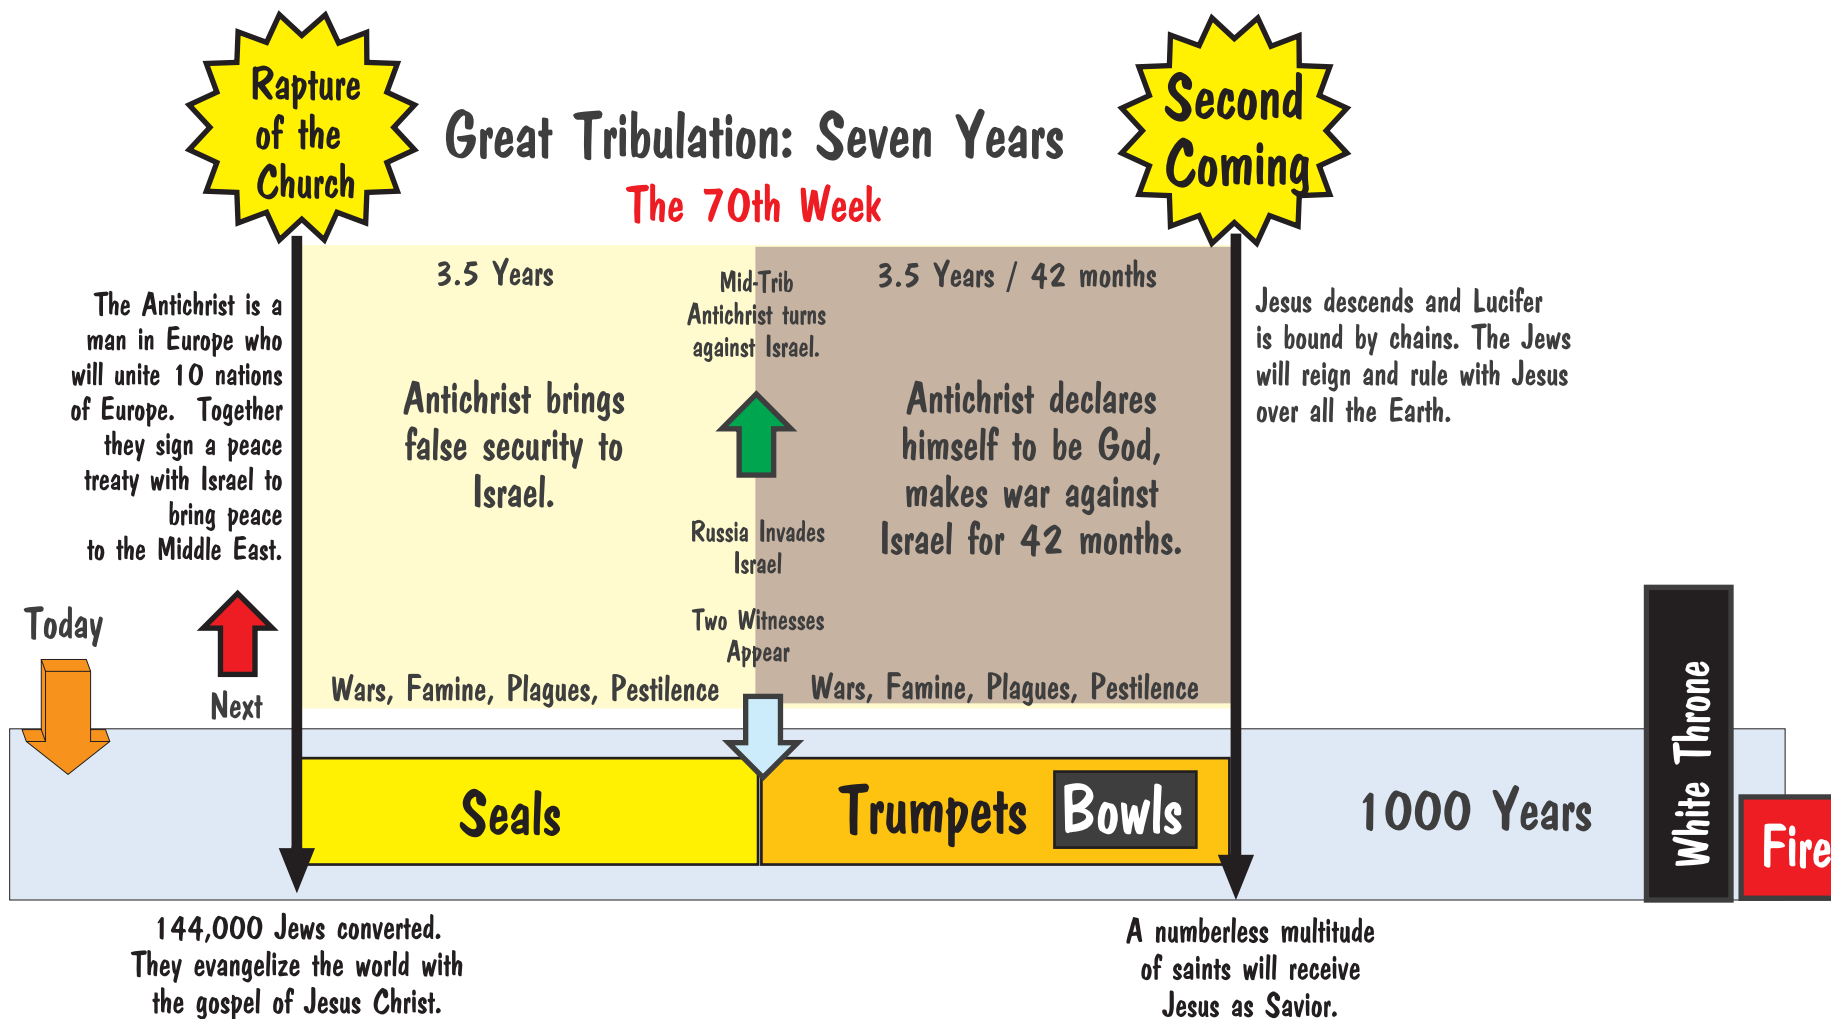 Rapture
of the
Church
Great Tribulation: Seven Years
The 70th Week
Second
Coming
The Antichrist is a
man in Europe who
will unite 10 nations
of Europe. Together
they sign a peace
treaty with Israel to
bring peace
to the Middle East.
3.5 Years
Mid-Trib
Antichrist turns
against Israel.
3.5 Years / 42 months
Jesus descends and Lucifer
is bound by chains. The Jews
will reign and rule with Jesus
over all the Earth.
Antichrist brings
false security to
Israel.
Antichrist declares
himself to be God,
makes war against
Israel for 42 months.
Russia Invades
Israel
Two Witnesses
Appear
Today
Next
Wars, Famine, Plagues, Pestilence
Wars, Famine, Plagues, Pestilence
Seals
Trumpets
Bowls
1000 Years
White Throne
Fire
144,000 Jews converted.
They evangelize the world with
the gospel of Jesus Christ.
A numberless multitude
of saints will receive
Jesus as Savior.